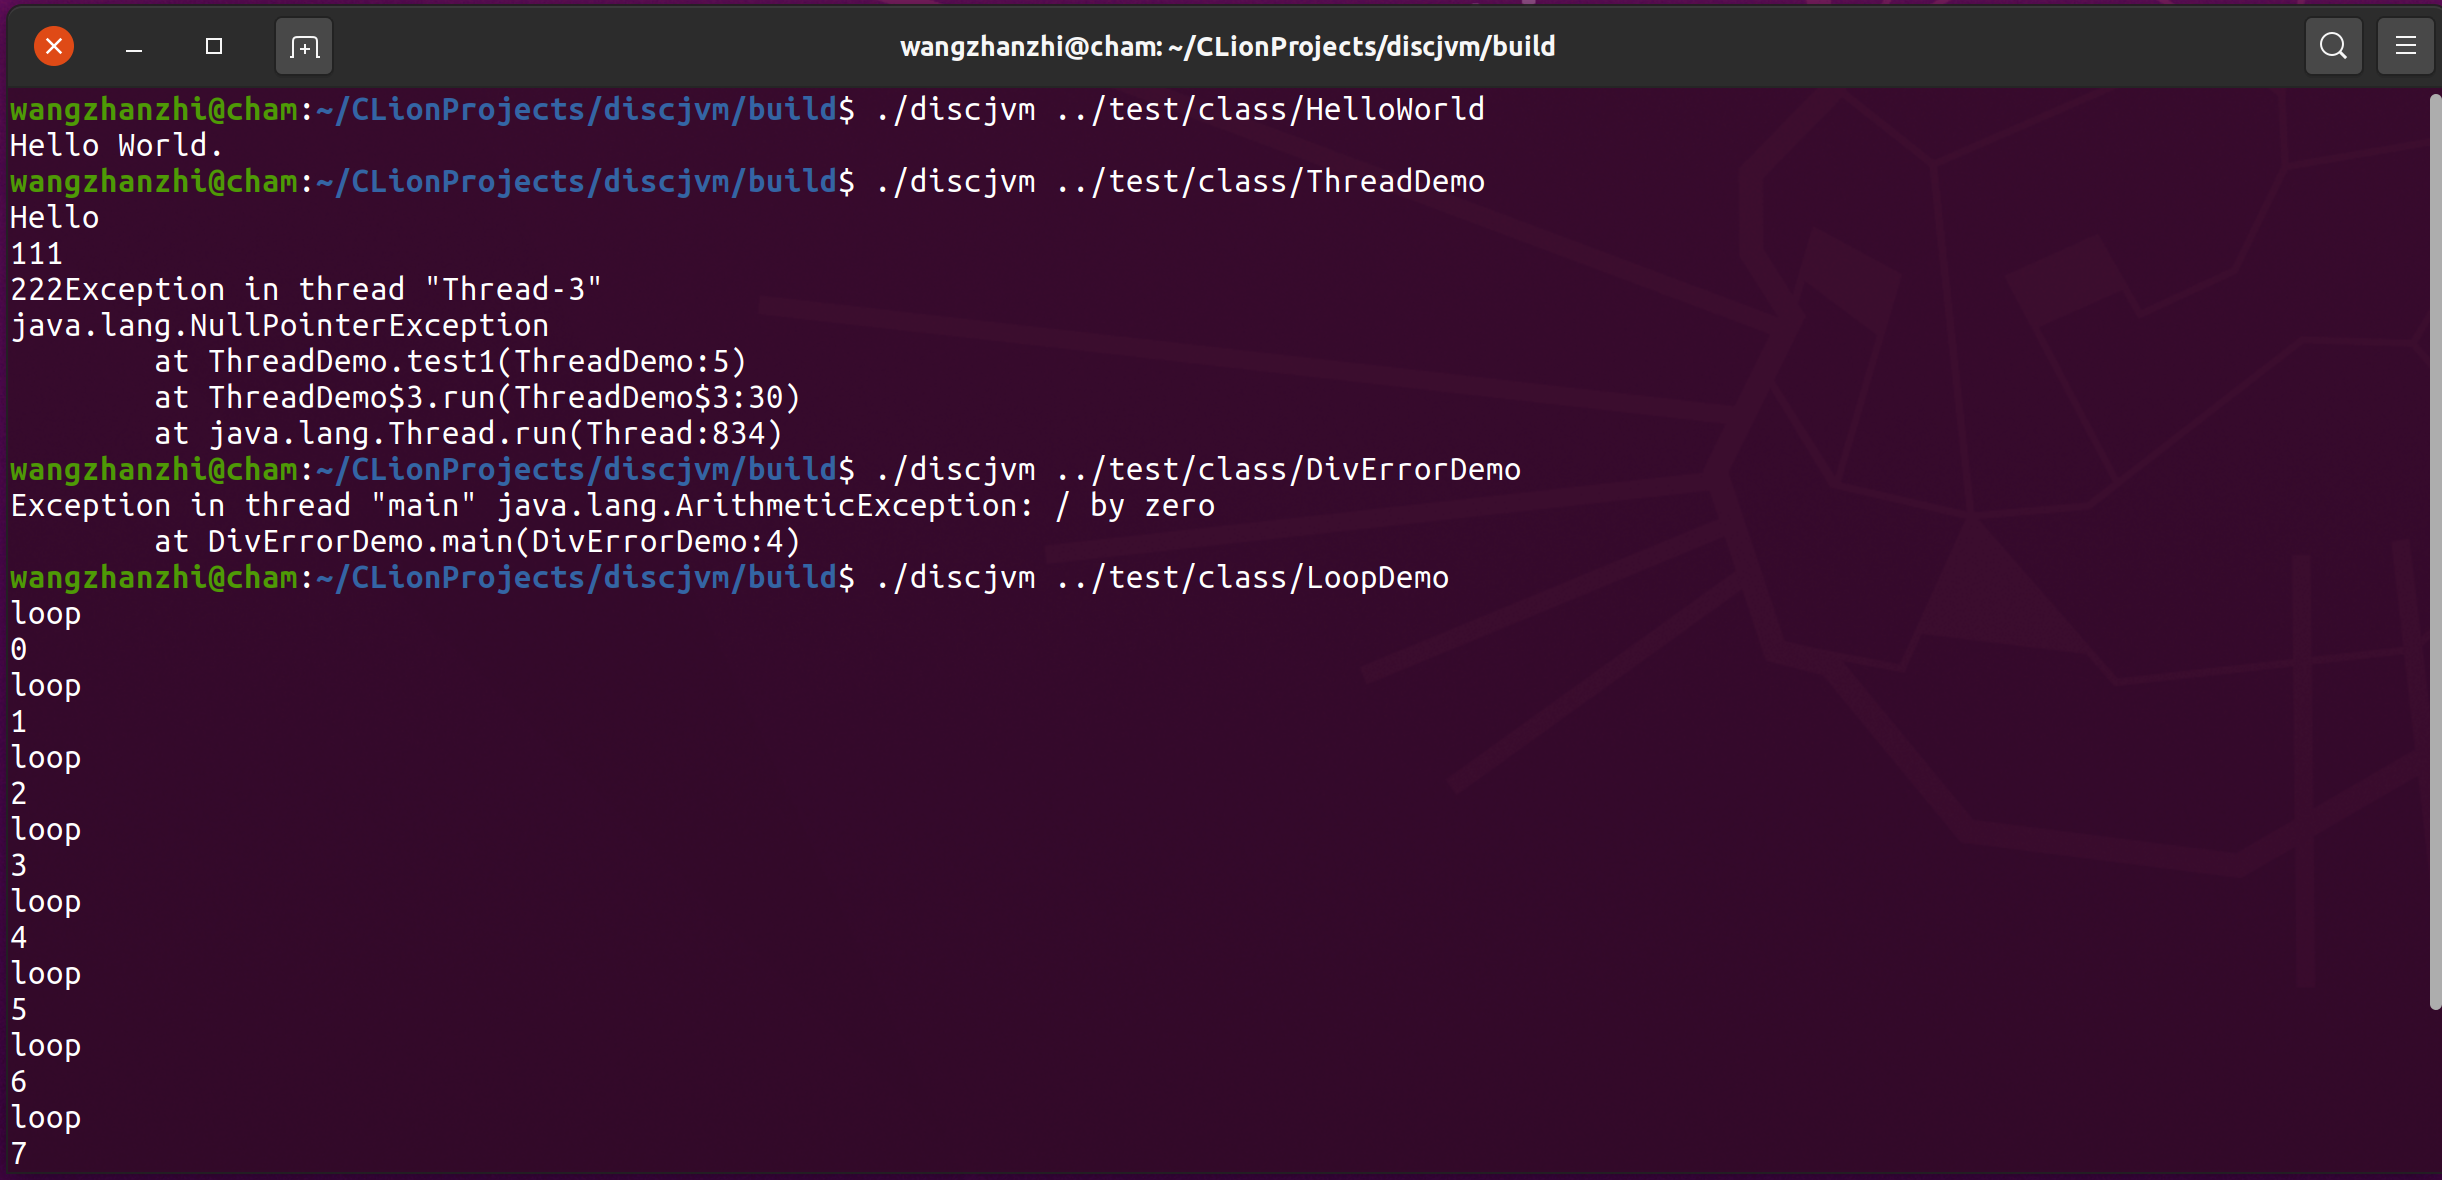 wangzhanzhi@cham: ~/CLionProjects/discjvm/build
wangzhanzhi@cham:~/CLionProjects/discjvm/build$ ./discjvm ../test/class/HelloWorld
Hello World.
wangzhanzhi@cham:~/CLionProjects/discjvm/build$ ./discjvm ../test/class/ThreadDemo
Hello
111
222Exception in thread "Thread-3"
java.lang.NullPointerException
        at ThreadDemo.test1(ThreadDemo:5)
        at ThreadDemo$3.run(ThreadDemo$3:30)
        at java.lang.Thread.run(Thread:834)
wangzhanzhi@cham:~/CLionProjects/discjvm/build$ ./discjvm ../test/class/DivErrorDemo
Exception in thread "main" java.lang.ArithmeticException: / by zero
        at DivErrorDemo.main(DivErrorDemo:4)
wangzhanzhi@cham:~/CLionProjects/discjvm/build$ ./discjvm ../test/class/LoopDemo
loop
0
loop
1
loop
2
loop
3
loop
4
loop
5
loop
6
loop
7